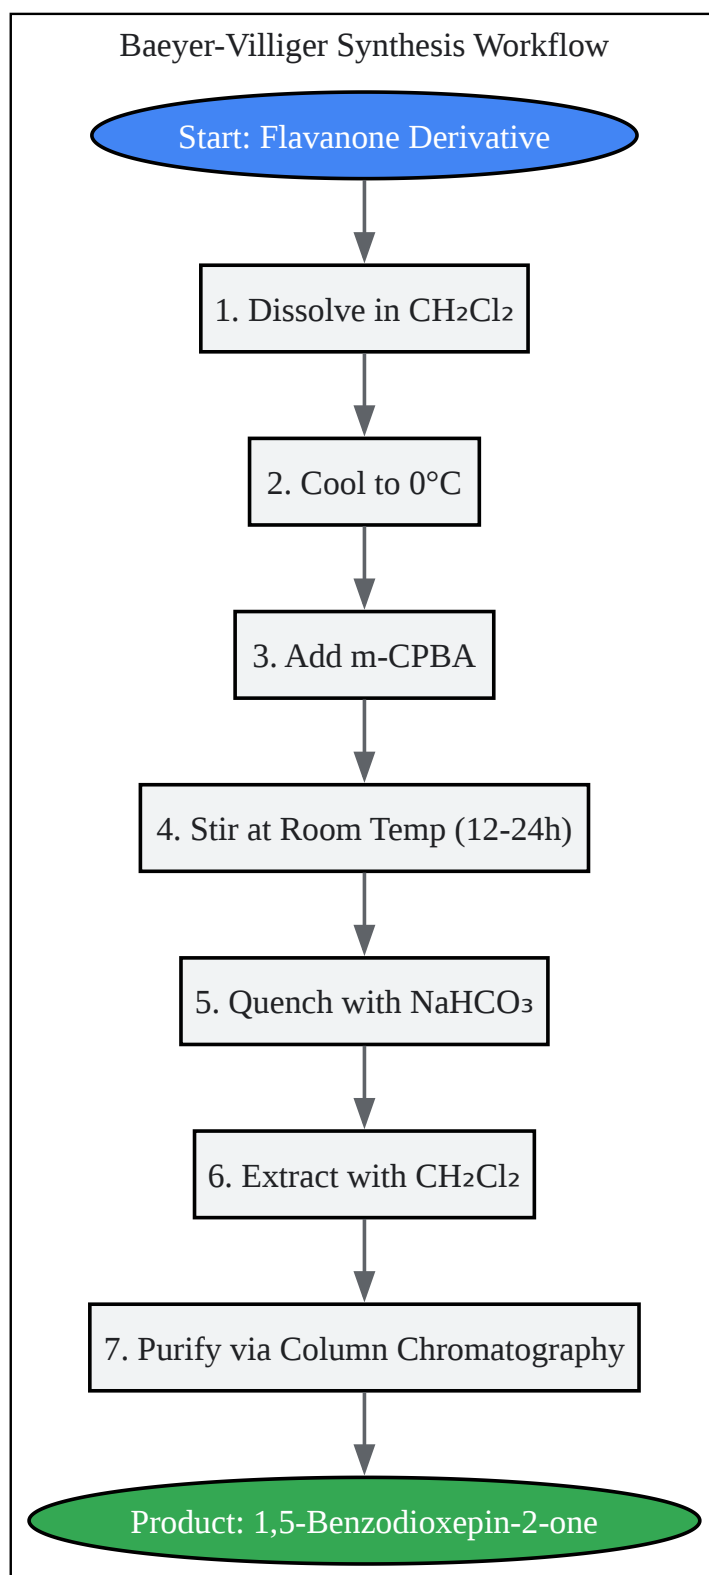 Baeyer-Villiger Synthesis Workflow
Start: Flavanone Derivative
1. Dissolve in CH₂Cl₂
2. Cool to 0°C
3. Add m-CPBA
4. Stir at Room Temp (12-24h)
5. Quench with NaHCO₃
6. Extract with CH₂Cl₂
7. Purify via Column Chromatography
Product: 1,5-Benzodioxepin-2-one